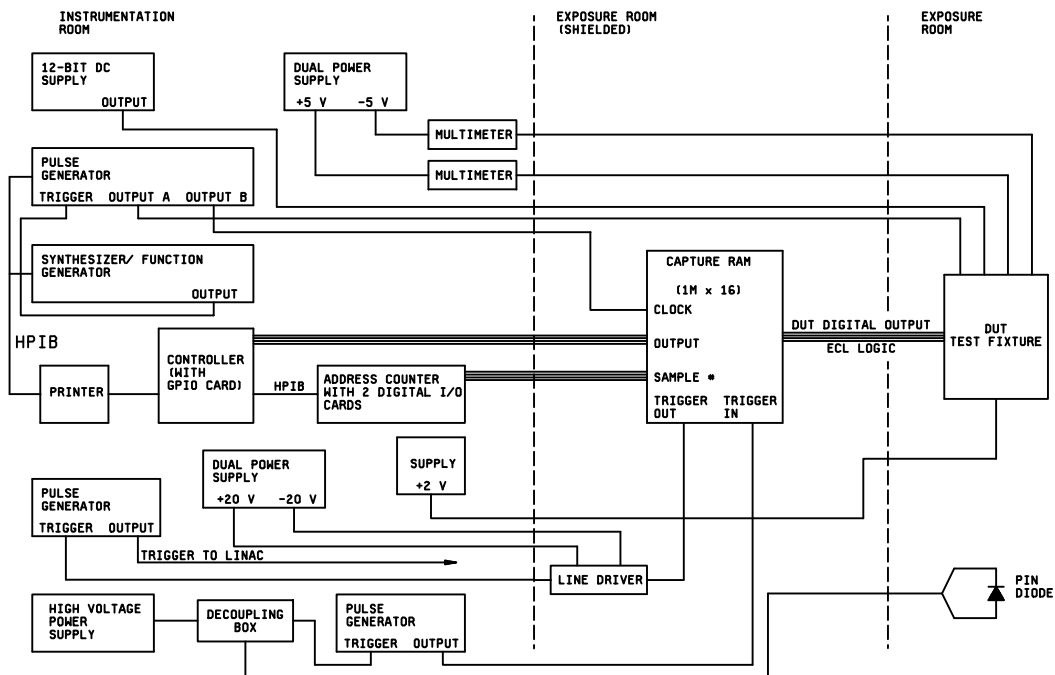 INSTRUMENTATION
ROOM
EXPOSURE ROOM
(SHIELDED)
EXPOSURE
ROOM
12-BIT DC
SUPPLY
OUTPUT
DUAL POWER
SUPPLY
+5 V -5 V
MULTIMETER
MULTIMETER
PULSE
GENERATOR
TRIGGER OUTPUT A OUTPUT B
SYNTHESIZER/ FUNCTION
GENERATOR
OUTPUT
HPIB
PRINTER
CONTROLLER
(WITH
GPIO CARD)
HPIB
ADDRESS COUNTER
WITH 2 DIGITAL I/O
CARDS
CAPTURE RAM
(1M x 16)
CLOCK
OUTPUT
SAMPLE *
TRIGGER
OUT
TRIGGER
IN
DUT DIGITAL OUTPUT
ECL LOGIC
DUT
TEST FIXTURE
DUAL POWER
SUPPLY
+20 V -20 V
SUPPLY
+2 V
PULSE
GENERATOR
TRIGGER OUTPUT
TRIGGER TO LINAC
LINE DRIVER
PIN
DIODE
HIGH VOLTAGE
POWER
SUPPLY
DECOUPLING
BOX
PULSE
GENERATOR
TRIGGER OUTPUT